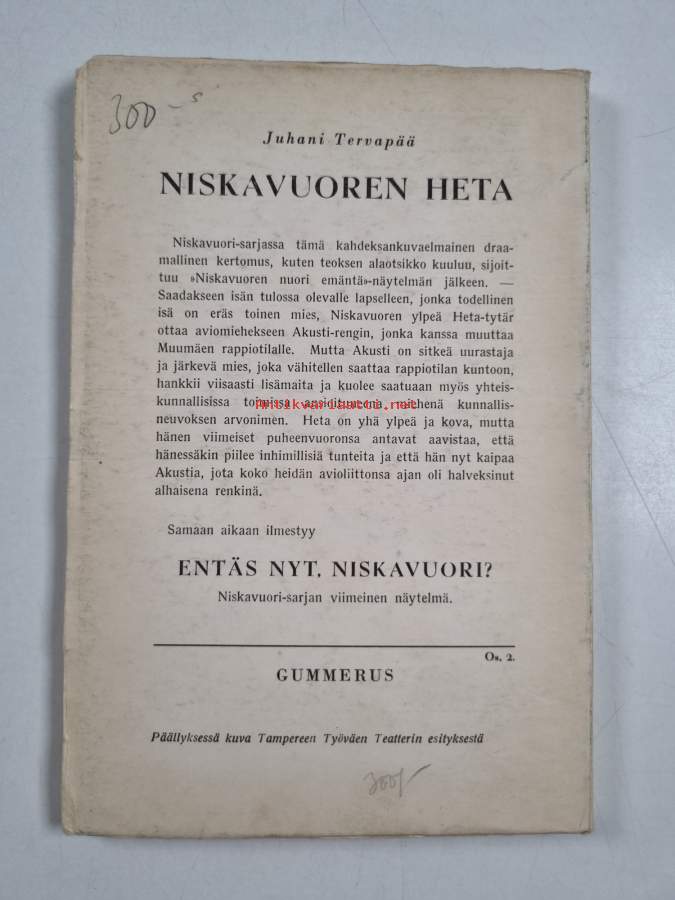 300-s
Juhani Tervapää
NISKAVUOREN HETA
Niskavuori-sarjassa tämä kahdeksankuvaelmainen draa-
mallinen kertomus, kuten teoksen alaotsikko kuuluu, sijoit-
tuu »Niskavuoren nuori emäntä»-näytelmän jälkeen. —
Saadakseen isän tulossa olevalle lapselleen, jonka todellinen
isä on eräs toinen mies, Niskavuoren ylpeä Heta-tytär
ottaa aviomiehekseen Akusti-rengin, jonka kanssa muuttaa
Muumäen rappiotilalle. Mutta Akusti on sitkeä uurastaja
ja järkevä mies, joka vähitellen saattaa rappiotilan kuntoon,
hankkii viisaasti lisämaita ja kuolee saatuaan myös yhteis-
kunnallisissa toimissa ansioituneena miehenä kunnallis-
antikvariaatti.net
neuvoksen arvonimen. Heta on yhä ylpeä ja kova, mutta
hänen viimeiset puheenvuoronsa antavat aavistaa, että
hänessäkin piilee inhimillisiä tunteita ja että hän nyt kaipaa
Akustia, jota koko heidän avioliittonsa ajan oli halveksinut
alhaisena renkinä.
Samaan aikaan ilmestyy
ENTÄS NYT, NISKAVUORI?
Niskavuori-sarjan viimeinen näytelmä.
Os. 2.
GUMMERUS
Päällyksessä kuva Tampereen Työväen Teatterin esityksestä
300/-